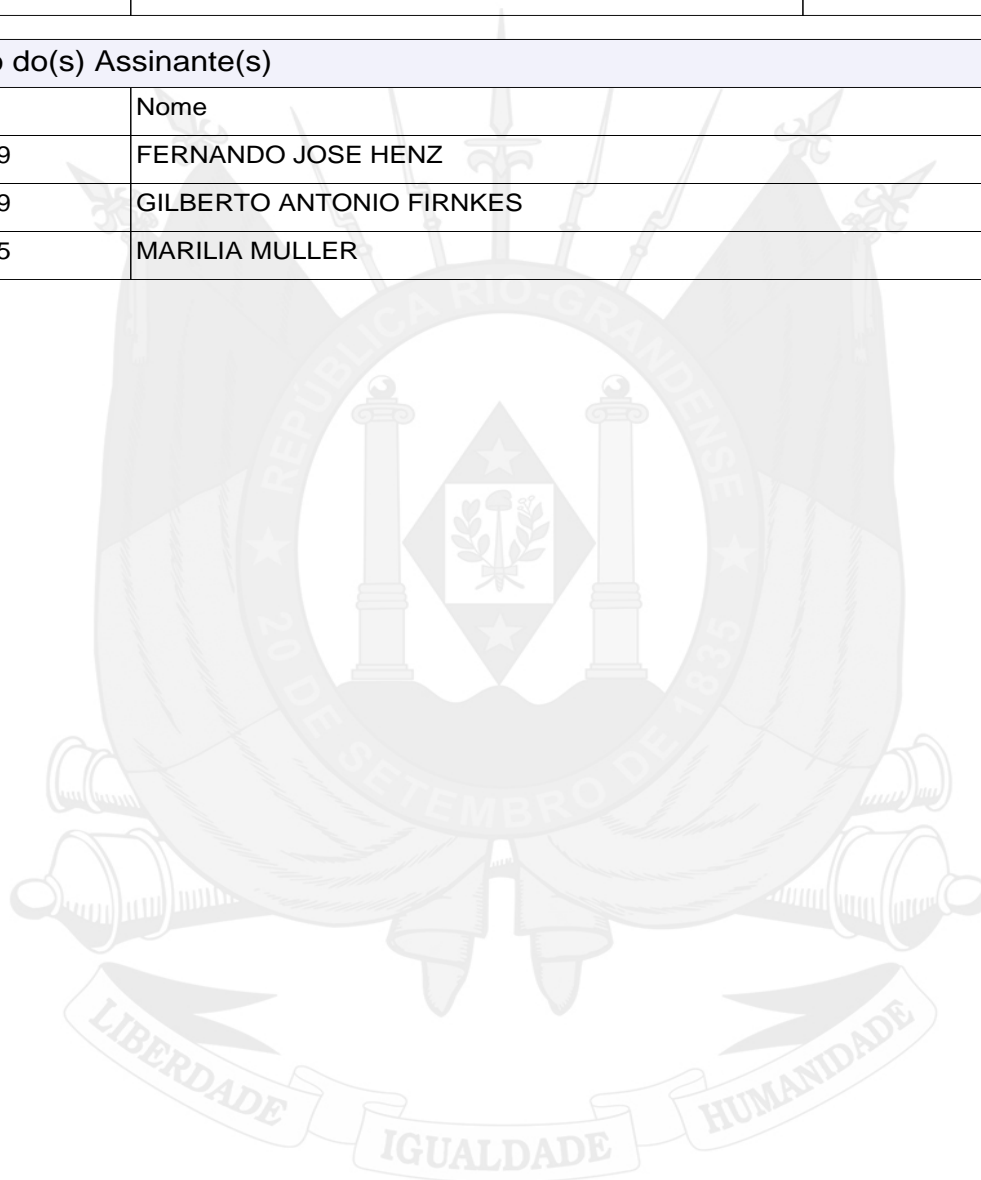 o do(s) Assinante(s)
Nome
9 FERNANDO JOSE HENZ
9 GILBERTO ANTONIO FIRNKES
5 MARILIA MULLER
REPÚBLICA RIO-GRANDENSE
20 DE SETEMBRO DE 1835
LIBERDADE IGUALDADE HUMANIDADE